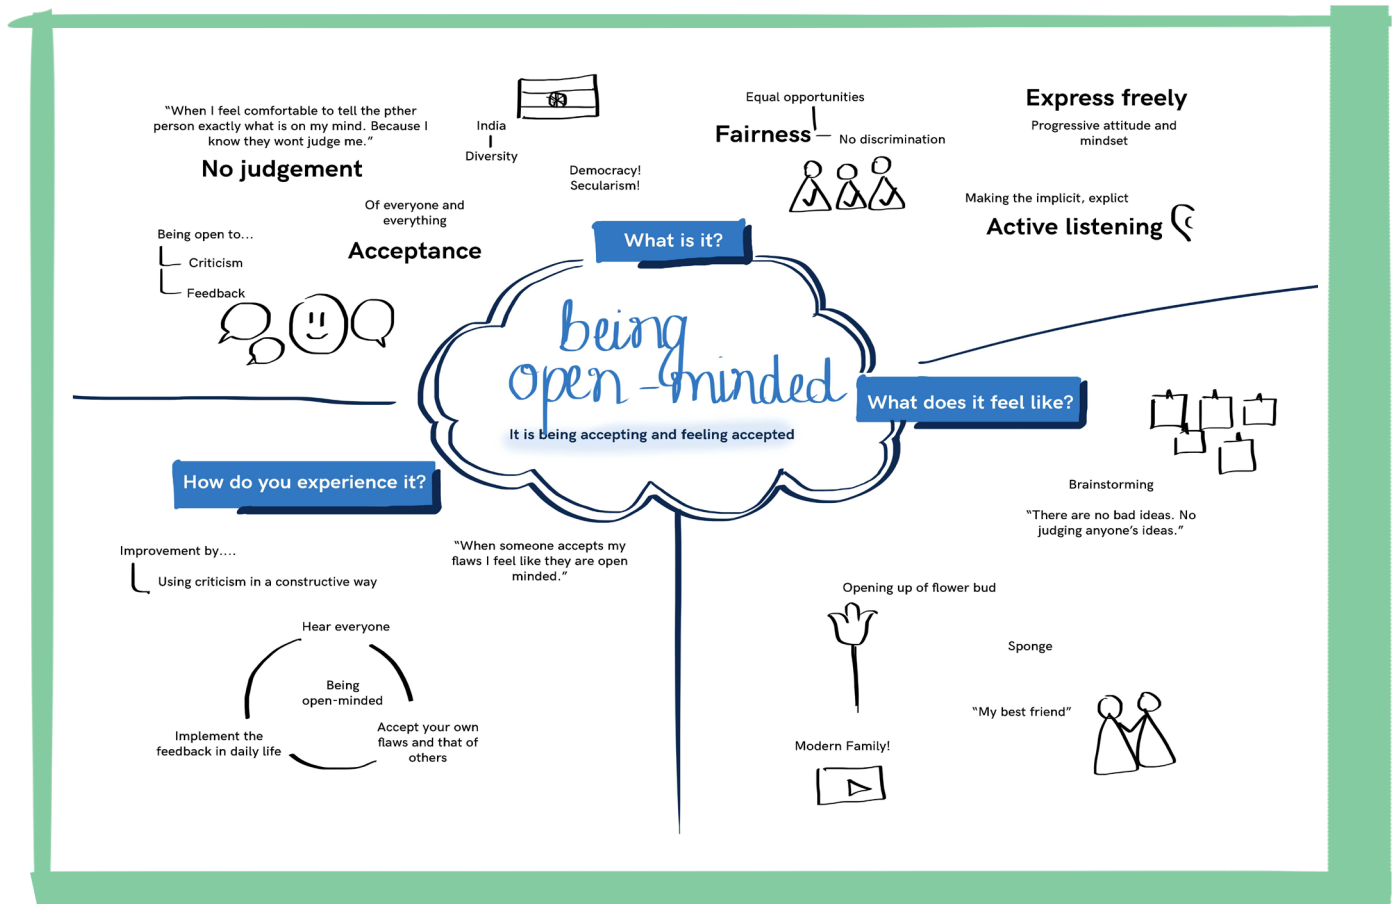 "When I feel comfortable to tell the pther
person exactly what is on my mind. Because I
know they wont judge me."
No judgement
India
Diversity
Democracy!
Secularism!
Of everyone and
everything
Acceptance
Being open to...
Criticism
Feedback
Equal opportunities
Fairness
No discrimination
Express freely
Progressive attitude and
mindset
Making the implicit, explict
Active listening
What is it?
being
open-minded
It is being accepting and feeling accepted
What does it feel like?
Brainstorming
"There are no bad ideas. No
judging anyone's ideas."
Opening up of flower bud
Sponge
"My best friend"
Modern Family!
How do you experience it?
Improvement by....
Using criticism in a constructive way
"When someone accepts my
flaws I feel like they are open
minded."
Hear everyone
Being
open-minded
Accept your own
flaws and that of
others
Implement the
feedback in daily life